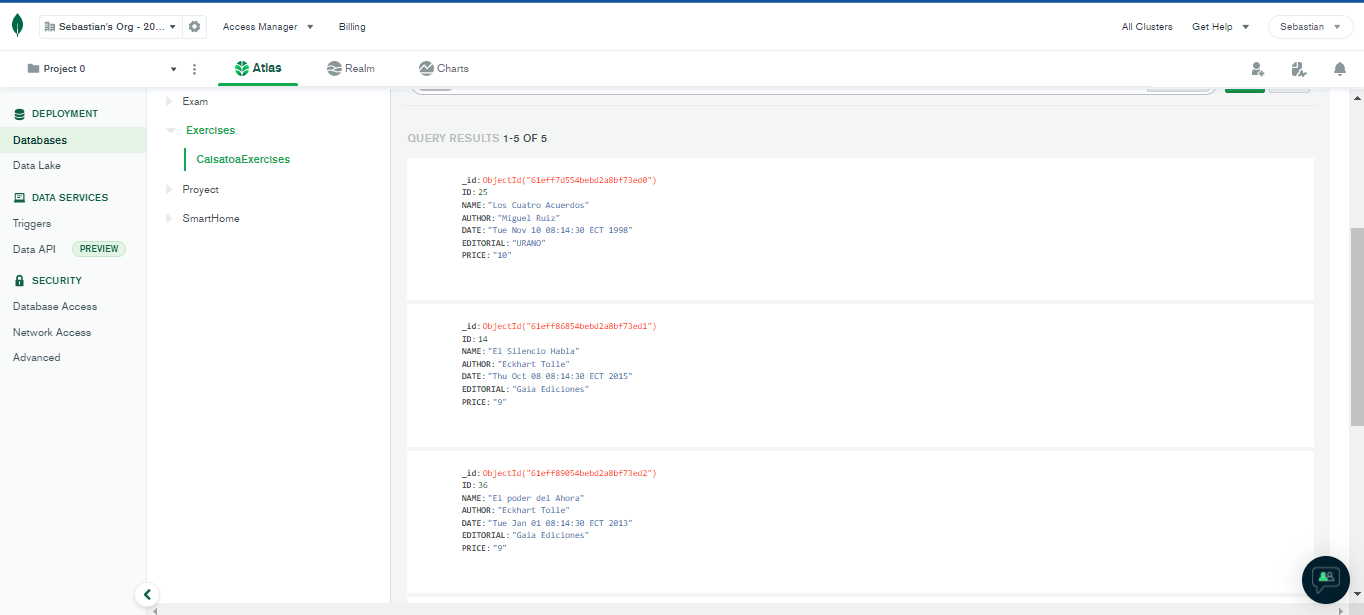 Sebastian's Org - 20...
Access Manager
Billing
All Clusters
Get Help
Sebastian
Project 0
Atlas
Realm
Charts
DEPLOYMENT
Databases
Data Lake
DATA SERVICES
Triggers
Data API
PREVIEW
SECURITY
Database Access
Network Access
Advanced
Exam
Exercises
CaisatoaExercises
Proyect
SmartHome
QUERY RESULTS 1-5 OF 5
_id: ObjectId("61eff7d554bebd2a8bf73ed0")
ID: 25
NAME: "Los Cuatro Acuerdos"
AUTHOR: "Miguel Ruiz"
DATE: "Tue Nov 10 08:14:30 ECT 1998"
EDITORIAL: "URANO"
PRICE: "10"
_id: ObjectId("61eff86854bebd2a8bf73ed1")
ID: 14
NAME: "El Silencio Habla"
AUTHOR: "Eckhart Tolle"
DATE: "Thu Oct 08 08:14:30 ECT 2015"
EDITORIAL: "Gaia Ediciones"
PRICE: "9"
_id: ObjectId("61eff89054bebd2a8bf73ed2")
ID: 36
NAME: "El poder del Ahora"
AUTHOR: "Eckhart Tolle"
DATE: "Tue Jan 01 08:14:30 ECT 2013"
EDITORIAL: "Gaia Ediciones"
PRICE: "9"